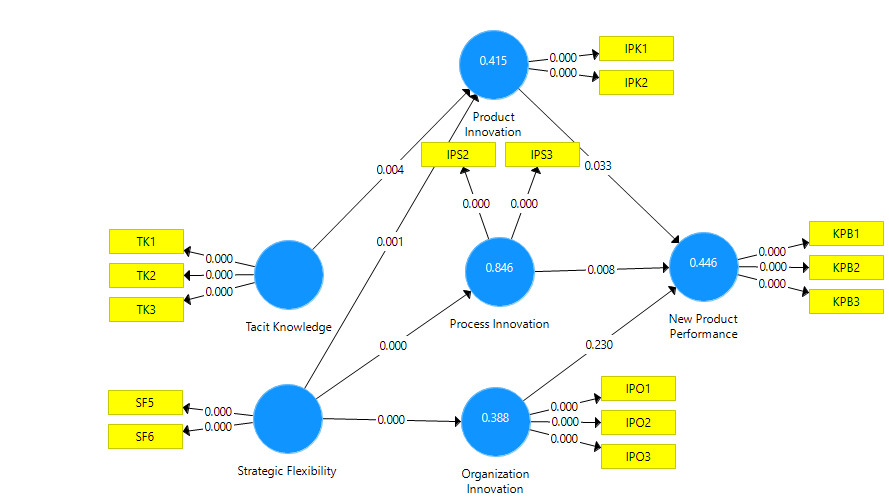 0.415
IPK1
0.000
0.000
IPK2
Product
Innovation
IPS2
IPS3
0.033
0.004
0.000
0.000
TK1
0.000
TK2
0.000
TK3
0.000
Tacit Knowledge
0.001
0.846
Process Innovation
0.008
0.446
New Product
Performance
KPB1
0.000
KPB2
0.000
KPB3
0.000
0.000
0.230
SF5
0.000
SF6
0.000
Strategic Flexibility
0.000
0.388
Organization
Innovation
IPO1
0.000
IPO2
0.000
IPO3
0.000